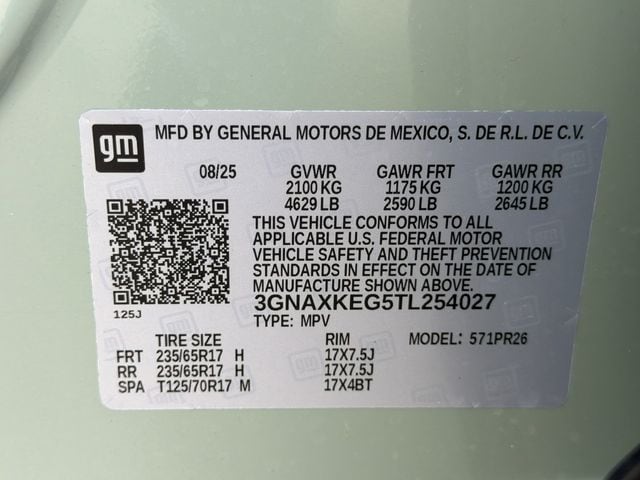 gm MFD BY GENERAL MOTORS DE MEXICO, S. DE R.L. DE C.V.
08/25 GVWR GAWR FRT GAWR RR
2100 KG 1175 KG 1200 KG
4629 LB 2590 LB 2645 LB
THIS VEHICLE CONFORMS TO ALL
APPLICABLE U.S. FEDERAL MOTOR
VEHICLE SAFETY AND THEFT PREVENTION
STANDARDS IN EFFECT ON THE DATE OF
MANUFACTURE SHOWN ABOVE.
3GNAXKEG5TL254027
125J TYPE: MPV
TIRE SIZE RIM MODEL: 571PR26
FRT 235/65R17 H 17X7.5J
RR 235/65R17 H 17X7.5J
SPA T125/70R17 M 17X4BT